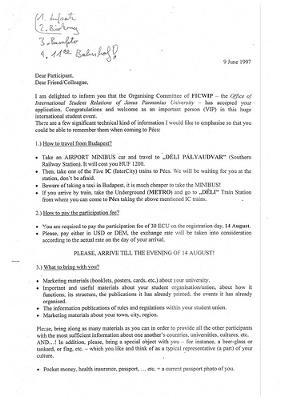 9 June 1997
Dear Participant,
Dear Friend/Colleague,
I am delighted to inform you that the Organising Committee of FICWIP – the Office of
International Student Relations of Janus Pannonius University – has accepted your
application. Congratulations and welcome as an important person (VIP) in this huge
international student event.
There are a few significant technical kind of information I would like to emphasise so that you
could be able to remember them when coming to Pécs:
1.) How to travel from Budapest?
• Take an AIRPORT MINIBUS car and travel to „DÉLI PÁLYAUDVAR” (Southern
Railway Station). It will cost you HUF 1200.
• Then, take one of the Five IC (InterCity) trains to Pécs. We will be waiting for you at the
station, don't be afraid.
• Beware of taking a taxi in Budapest, it is much cheaper to take the MINIBUS!
• If you arrive by train, take the Underground (METRO) and go to „DÉLI” Train Station
from where you can come to Pécs taking the above mentioned IC trains.
2.) How to pay the participation fee?
• You are required to pay the participation fee of 30 ECU on the registration day, 14 August.
• Please, pay either in USD or DEM, the exchange rate will be taken into consideration
according to the actual rate on the day of your arrival.
PLEASE, ARRIVE TILL THE EVENING OF 14 AUGUST!
3.) What to bring with you?
• Marketing materials (booklets, posters, cards, etc.) about your university.
• Important and useful materials about your student organisation/union, about how it
functions, its structure, the publications it has already printed, the events it has already
organised.
• The information publications of rules and regulations within your student union.
• Marketing materials about your town, city, region.
Please, bring along as many materials as you can in order to provide all the other participants
with the most sufficient information about one another's countries, universities, cultures, etc.
AND...! In addition, please, bring a special object with you – for instance, a beer-glass or
tankard, or flag, etc. – which you like and think of as a typical representative (a part) of your
culture.
• Pocket money, health insurance, passport, ... etc. + a current passport photo of you.